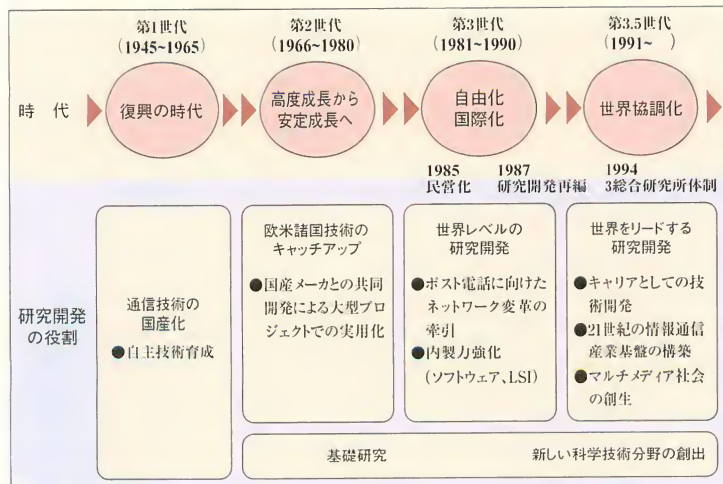 第1世代
(1945~1965)
第2世代
(1966~1980)
第3世代
(1981~1990)
第3.5世代
(1991~　)
時　代
復興の時代
高度成長から
安定成長へ
自由化
国際化
世界協調化
1985
民営化
1987
研究開発再編
1994
3総合研究所体制
研究開発
の役割
通信技術の
国産化
●自主技術育成
欧米諸国技術の
キャッチアップ
●国産メーカとの共同
開発による大型プロ
ジェクトでの実用化
世界レベルの
研究開発
●ポスト電話に向けた
ネットワーク変革の
牽引
●内製力強化
(ソフトウェア、LSI)
世界をリードする
研究開発
●キャリアとしての技
術開発
●21世紀の情報通信
産業基盤の構築
●マルチメディア社会
の創生
基礎研究
新しい科学技術分野の創出